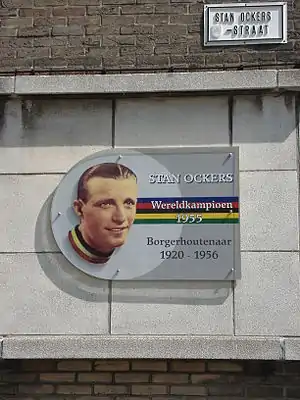 STAN OCKERS
-STRAAT
STAN OCKERS
Wereldkampioen
1955
Borgerhoutenaar
1920 - 1956